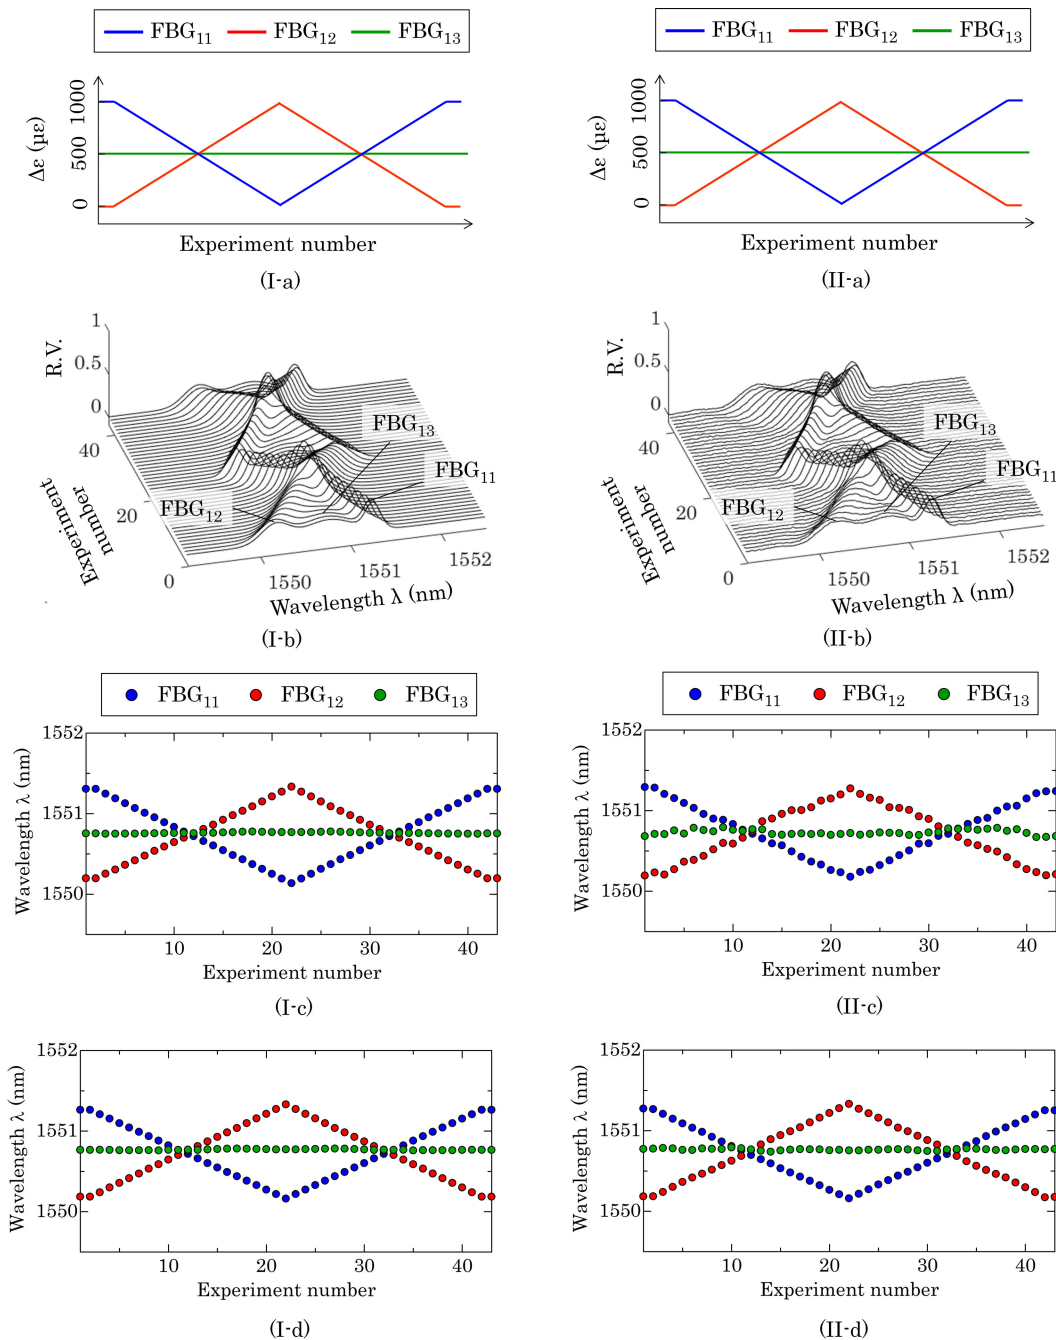 FBG11 FBG12 FBG13
1000
500
0
Δε (με)
Experiment number
(I-a)
FBG11 FBG12 FBG13
1000
500
0
Δε (με)
Experiment number
(II-a)
1
0.5
0
R.V.
40
20
0
Experiment
number
FBG13
FBG11
FBG12
1550
1551
1552
Wavelength λ (nm)
(I-b)
1
0.5
0
R.V.
40
20
0
Experiment
number
FBG13
FBG11
FBG12
1550
1551
1552
Wavelength λ (nm)
(II-b)
FBG11 FBG12 FBG13
1552
1551
1550
Wavelength λ (nm)
10 20 30 40
Experiment number
(I-c)
FBG11 FBG12 FBG13
1552
1551
1550
Wavelength λ (nm)
10 20 30 40
Experiment number
(II-c)
1552
1551
1550
Wavelength λ (nm)
10 20 30 40
Experiment number
(I-d)
1552
1551
1550
Wavelength λ (nm)
10 20 30 40
Experiment number
(II-d)